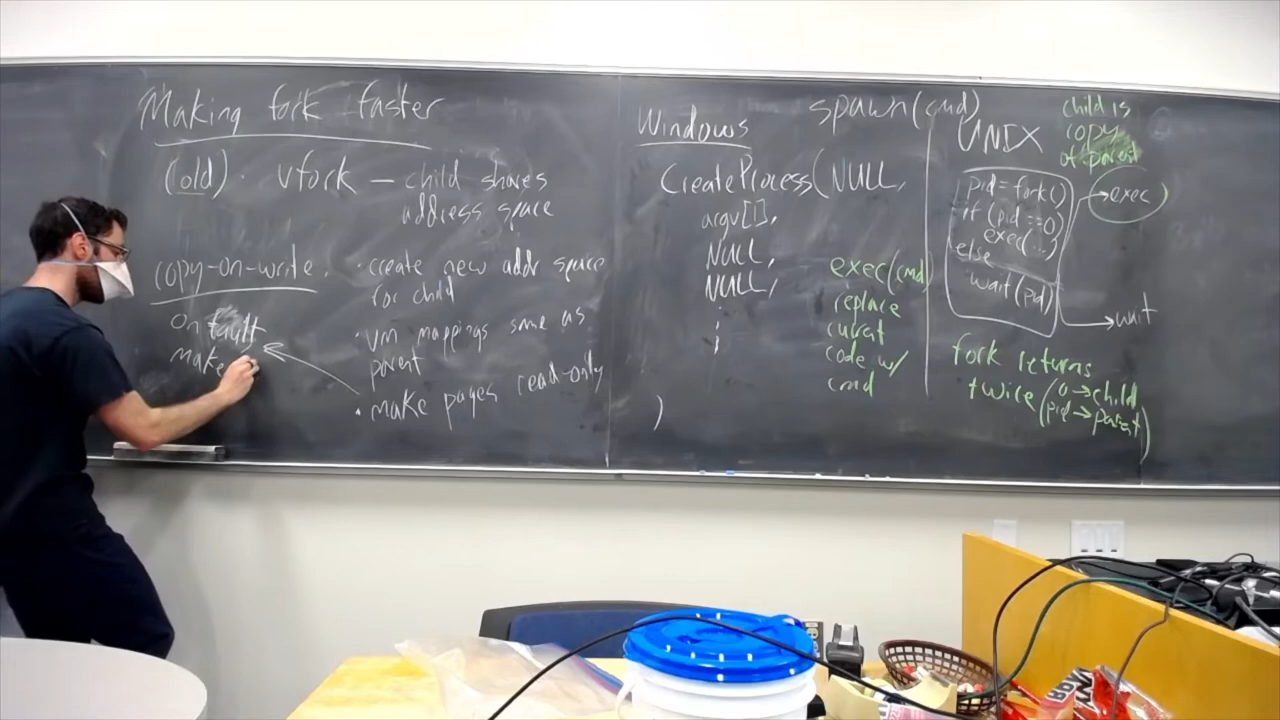 Making fork faster
(old). vfork — child shares
address space
copy-on-write.
On fault
make
• create new addr space
for child
• VM mappings same as
parent
• make pages read-only
spawn(cmd)
Windows
CreateProcess(NULL,
argv[],
NULL,
NULL,
:
)
exec(cmd)
replace
curent
code w/
cmd
UNIX
child is
copy
of parent
pid = fork()
if (pid == 0)
exec(...)
else
wait(pid)
→exec
→wait
fork returns
twice (0→child
pid→parent)